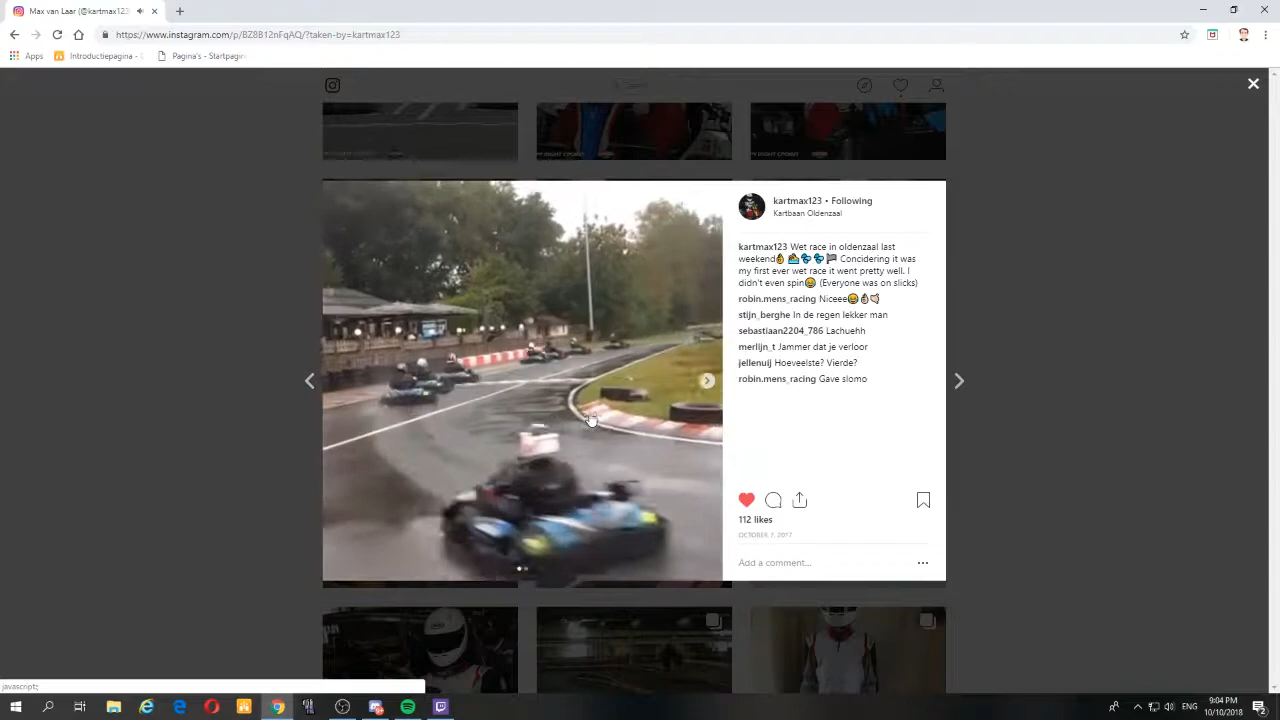 Max van Laar (@kartmax123
https://www.instagram.com/p/BZ8B12nFqAQ/?taken-by=kartmax123
Apps
Introductiepagina - E
Pagina's - Startpagin
Search
kartmax123 • Following
Kartbaan Oldenzaal
kartmax123 Wet race in oldenzaal last
weekend👌🏊💦💦🏁 Concidering it was
my first ever wet race it went pretty well. I
didn't even spin😂 (Everyone was on slicks)
robin.mens_racing Niceee
stijn_berghe In de regen lekker man
sebastiaan2204_786 Lachuehh
merlijn_t Jammer dat je verloor
jellenuij Hoeveelste? Vierde?
robin.mens_racing Gave slomo
112 likes
OCTOBER 7, 2017
Add a comment...
javascript:;
ENG
9:04 PM
10/10/2018